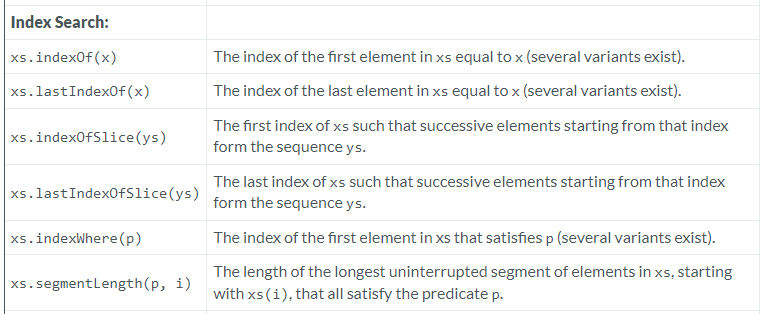 Index Search:
xs.indexOf(x) The index of the first element in xs equal to x (several variants exist).
xs.lastIndexOf(x) The index of the last element in xs equal to x (several variants exist).
xs.indexOfSlice(ys) The first index of xs such that successive elements starting from that index
form the sequence ys.
xs.lastIndexOfSlice(ys) The last index of xs such that successive elements starting from that index
form the sequence ys.
xs.indexWhere(p) The index of the first element in xs that satisfies p (several variants exist).
xs.segmentLength(p, i) The length of the longest uninterrupted segment of elements in xs, starting
with xs(i), that all satisfy the predicate p.